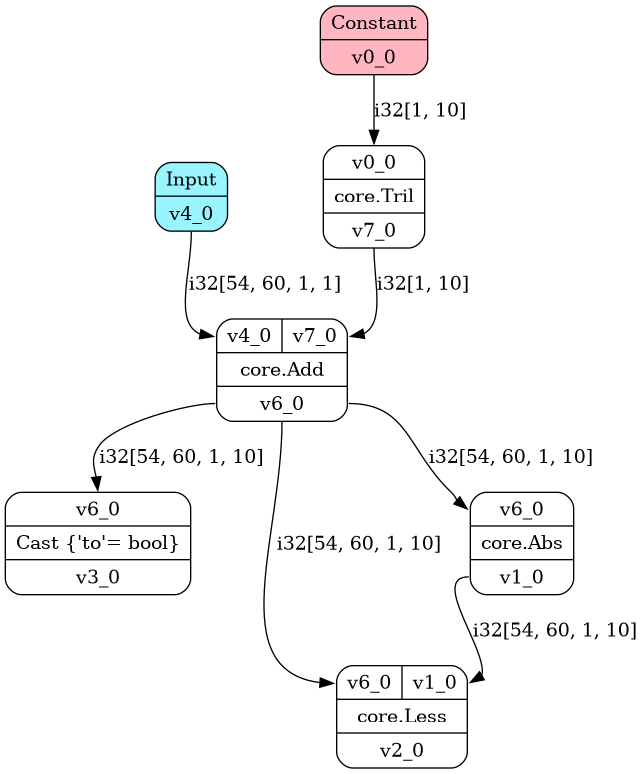 Constant
v0_0
i32[1, 10]
v0_0
core.Tril
v7_0
Input
v4_0
i32[54, 60, 1, 1]
i32[1, 10]
v4_0 v7_0
core.Add
v6_0
i32[54, 60, 1, 10]
i32[54, 60, 1, 10]
v6_0
Cast {'to'= bool}
v3_0
i32[54, 60, 1, 10]
v6_0
core.Abs
v1_0
i32[54, 60, 1, 10]
v6_0 v1_0
core.Less
v2_0